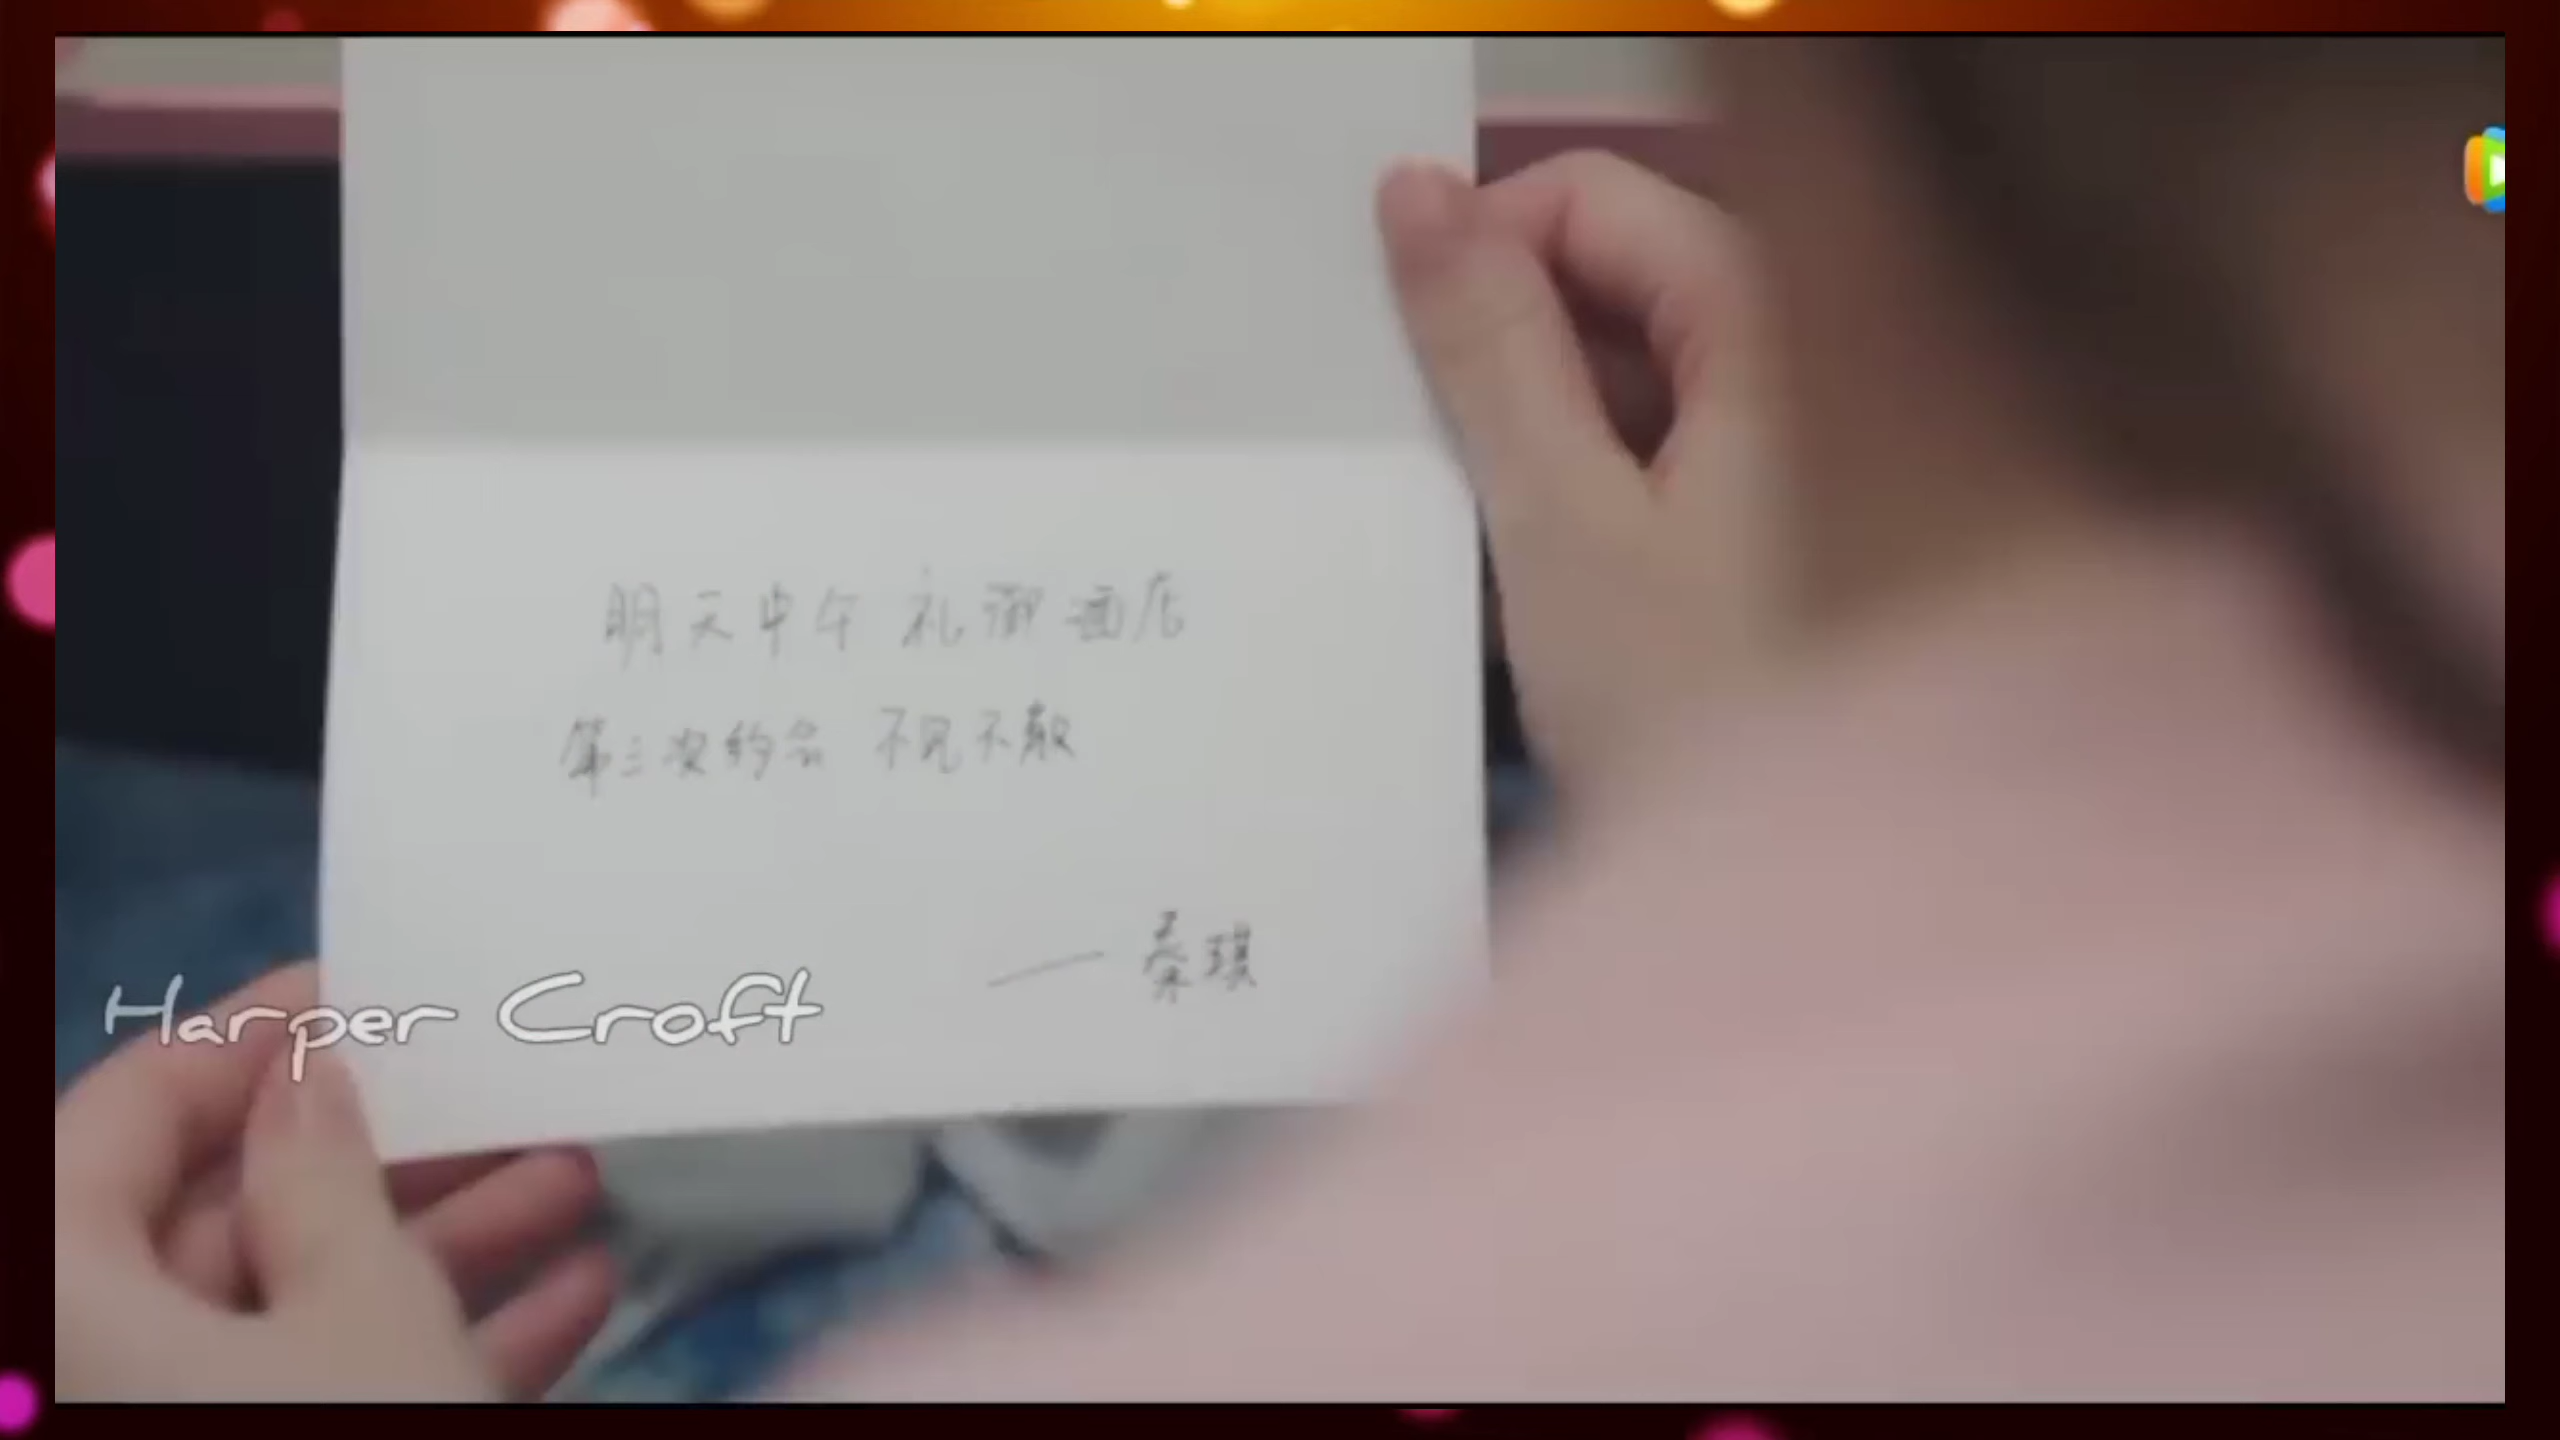 明天中午 礼御酒店
第三次约会 不见不散
—— 桑琪
Harper Croft